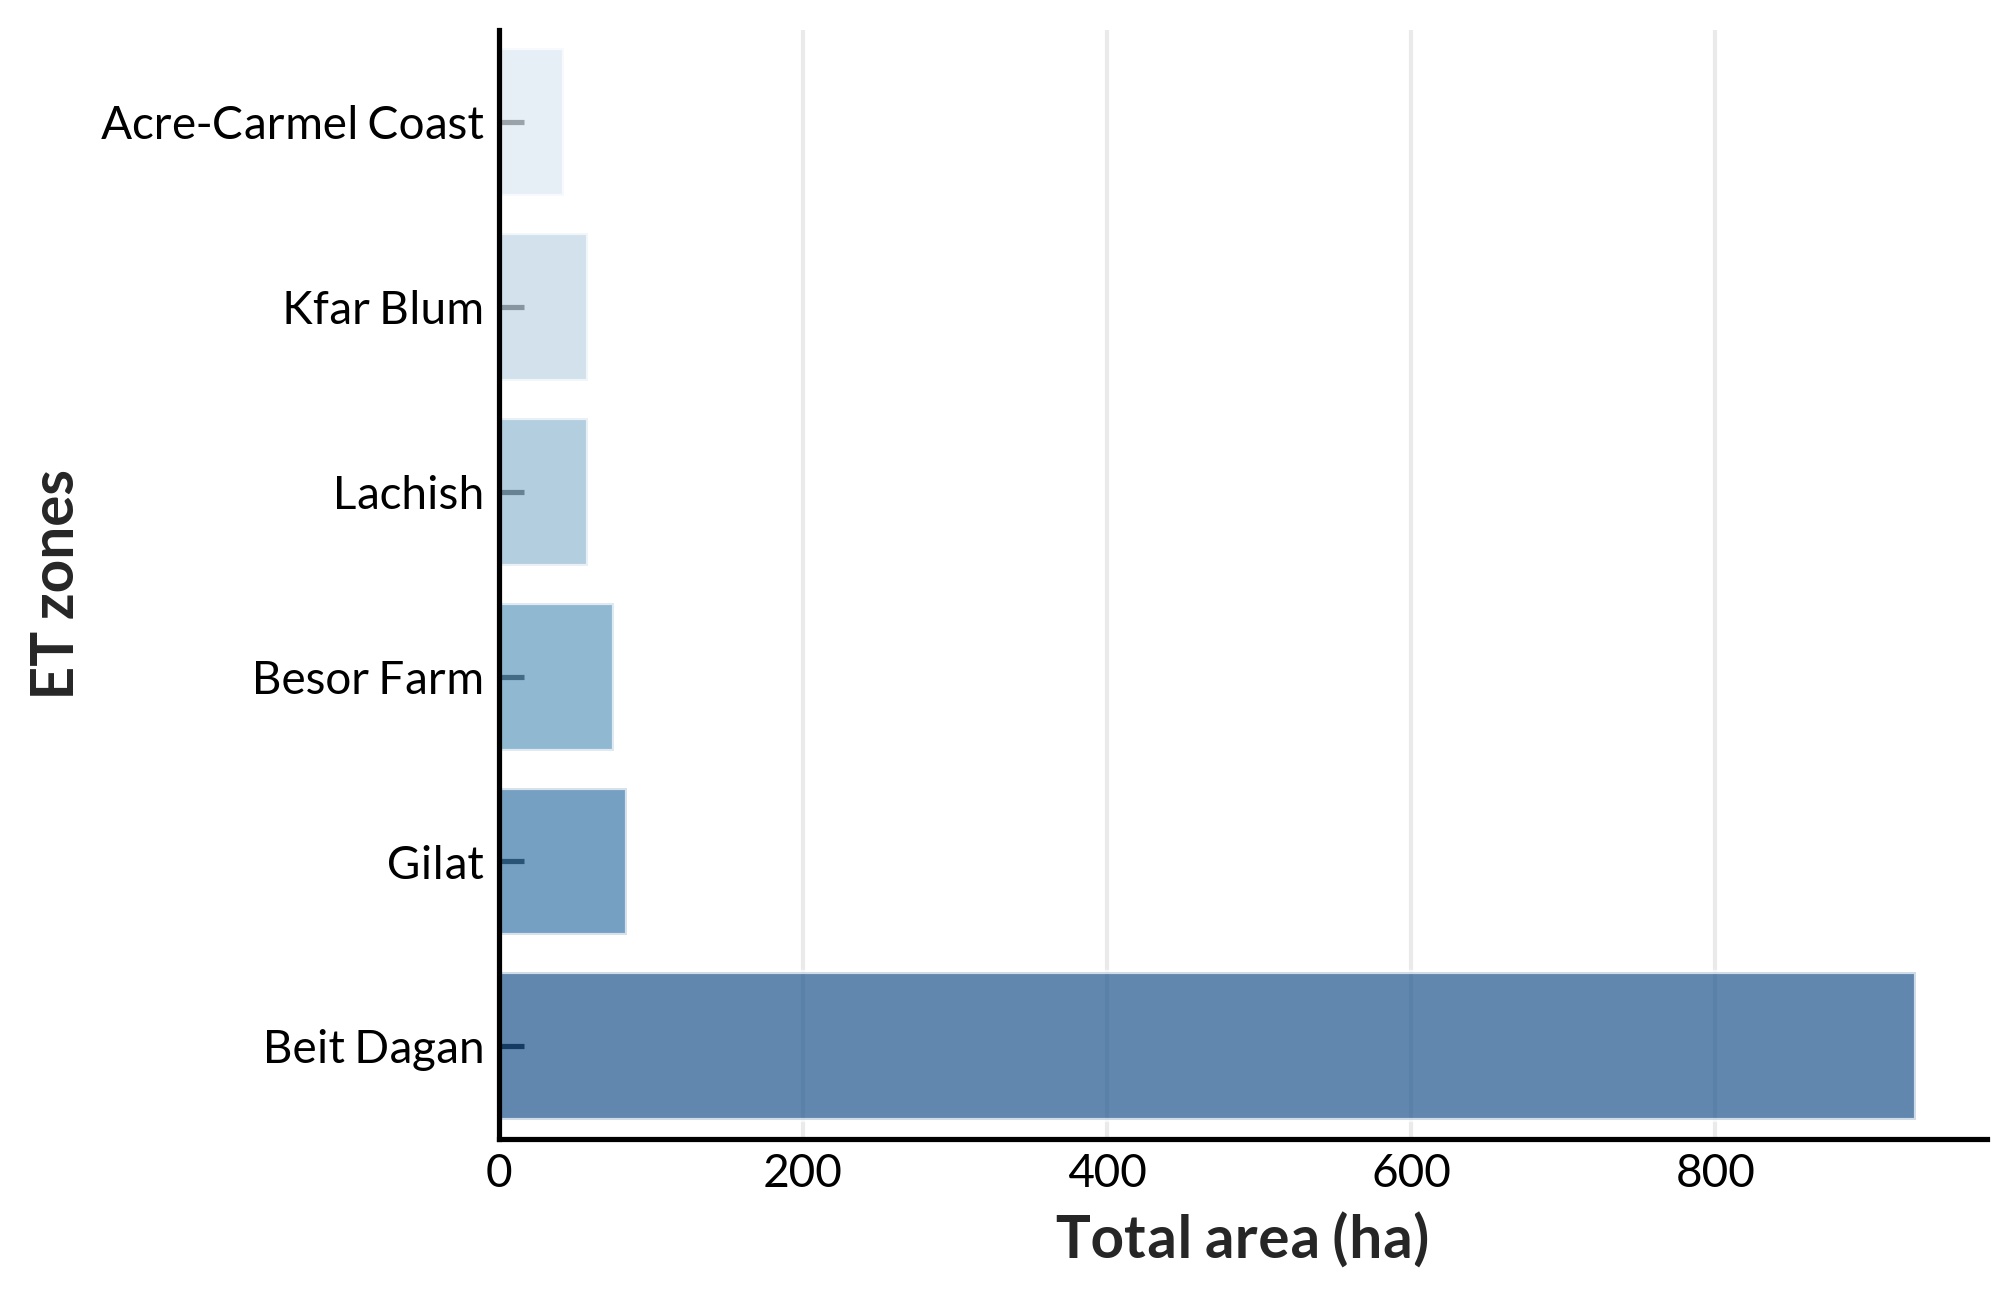 Acre-Carmel Coast
Kfar Blum
Lachish
Besor Farm
Gilat
Beit Dagan
ET zones
0 200 400 600 800
Total area (ha)